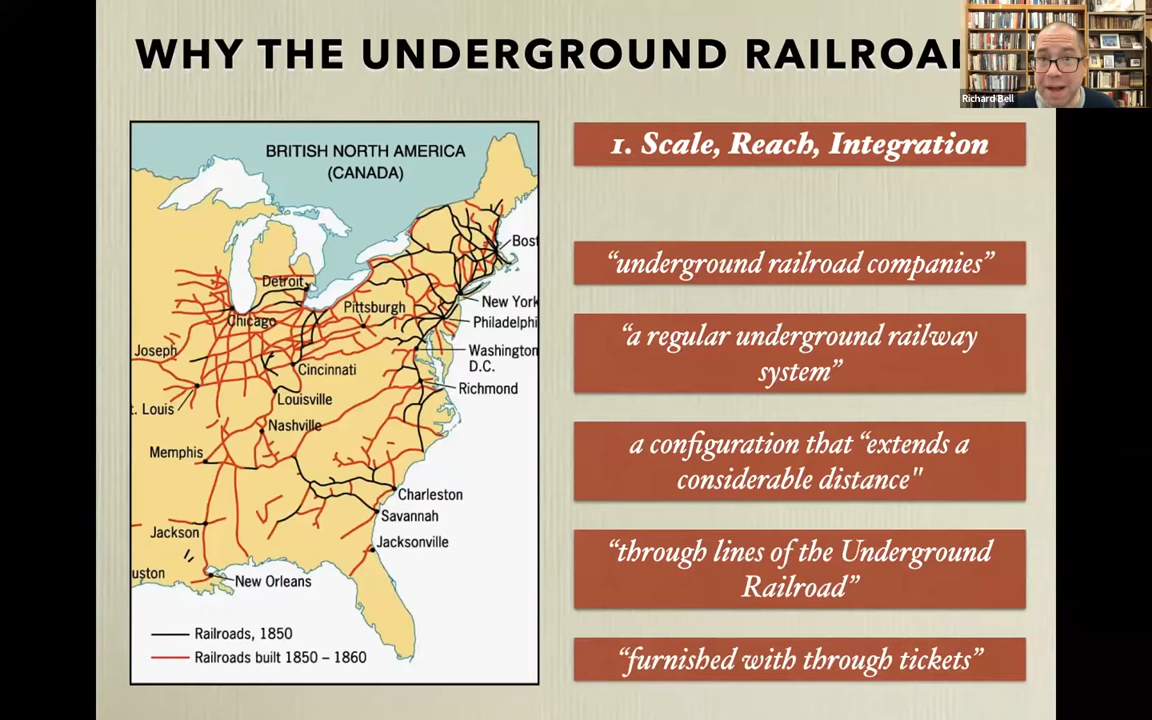 WHY THE UNDERGROUND RAILROA
Richard Bell
BRITISH NORTH AMERICA
(CANADA)
Bost
Detroit
New York
Pittsburgh
Philadelphi
Chicago
Washington
D.C.
Joseph
Cincinnati
Richmond
Louisville
t. Louis
Nashville
Memphis
Charleston
Savannah
Jackson
Jacksonville
uston
New Orleans
Railroads, 1850
Railroads built 1850 – 1860
1. Scale, Reach, Integration
“underground railroad companies”
“a regular underground railway
system”
a configuration that “extends a
considerable distance"
“through lines of the Underground
Railroad”
“furnished with through tickets”